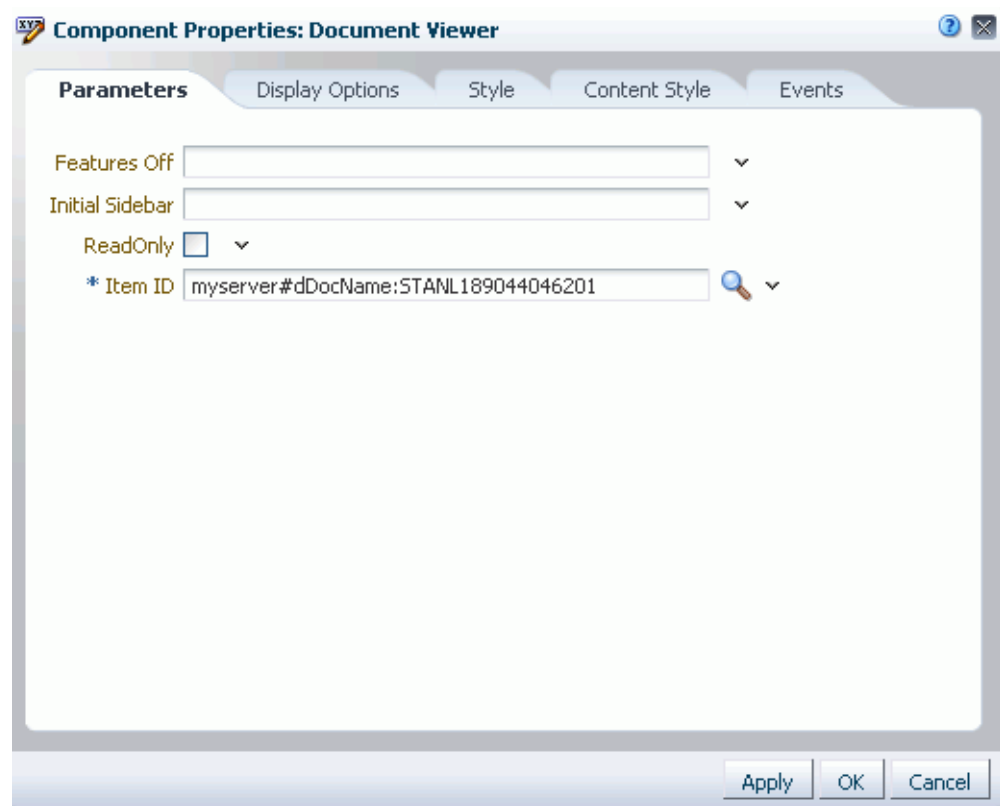 Component Properties: Document Viewer
Parameters Display Options Style Content Style Events
Features Off
Initial Sidebar
ReadOnly
* Item ID myserver#dDocName:STANL189044046201
Apply OK Cancel